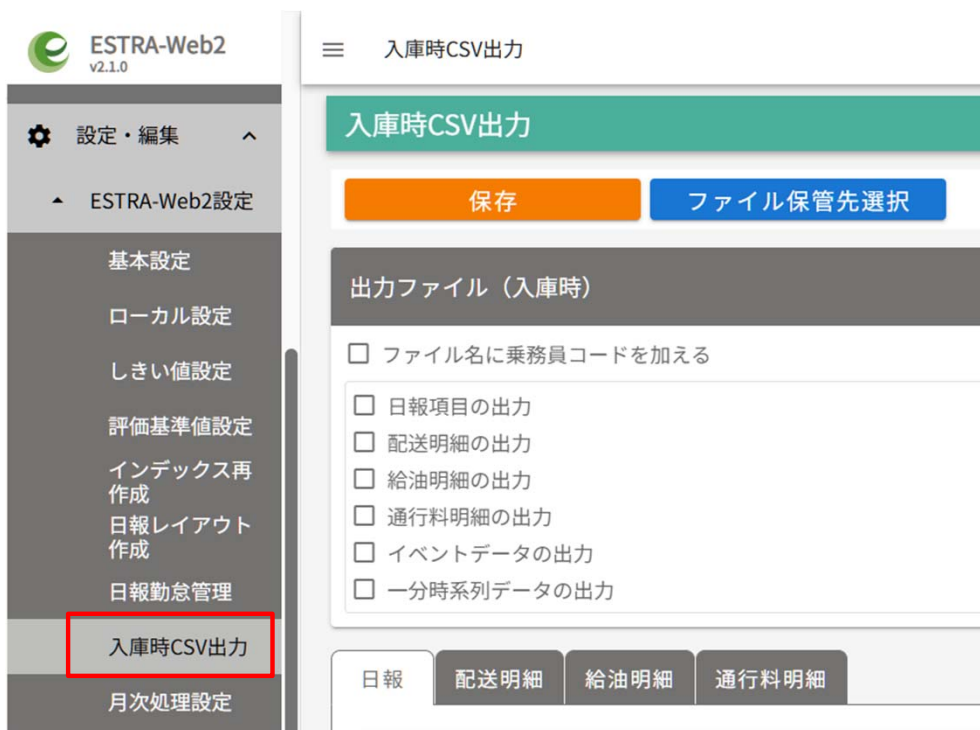 ESTRA-Web2
v2.1.0
設定・編集
ESTRA-Web2設定
基本設定
ローカル設定
しきい値設定
評価基準値設定
インデックス再
作成
日報レイアウト
作成
日報勤怠管理
入庫時CSV出力
月次処理設定
入庫時CSV出力
入庫時CSV出力
保存
ファイル保管先選択
出力ファイル（入庫時）
ファイル名に乗務員コードを加える
日報項目の出力
配送明細の出力
給油明細の出力
通行料明細の出力
イベントデータの出力
一分時系列データの出力
日報
配送明細
給油明細
通行料明細